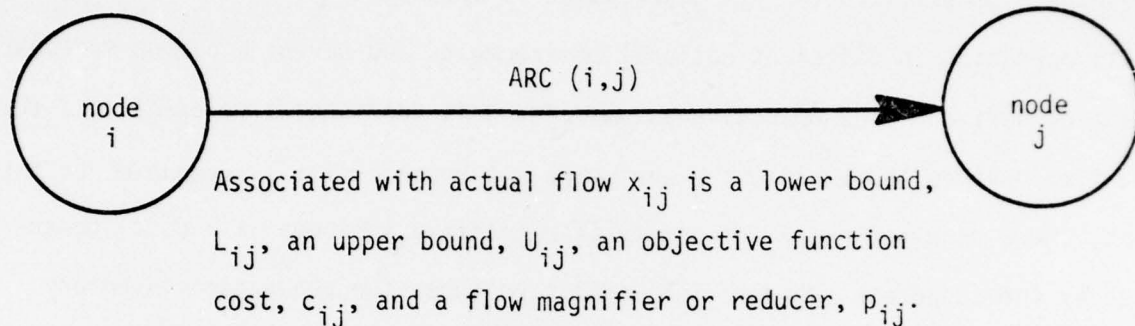 ARC (i,j)
node
i
node
j
Associated with actual flow x_ij is a lower bound,
L_ij, an upper bound, U_ij, an objective function
cost, c_ij, and a flow magnifier or reducer, p_ij.